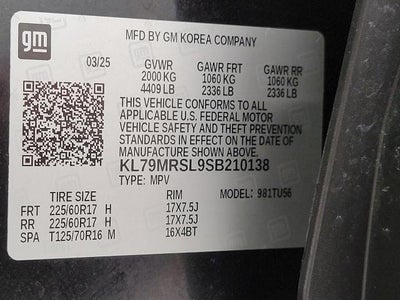 gm
MFD BY GM KOREA COMPANY
03/25 GVWR GAWR FRT GAWR RR
2000 KG 1060 KG 1060 KG
4409 LB 2336 LB 2336 LB
THIS VEHICLE CONFORMS TO ALL
APPLICABLE U.S. FEDERAL MOTOR
VEHICLE SAFETY AND THEFT PREVENTION
STANDARDS IN EFFECT ON THE DATE OF
MANUFACTURE SHOWN ABOVE.
KL79MRSL9SB210138
TYPE: MPV MODEL: 981TU56
TIRE SIZE RIM
FRT 225/60R17 H 17X7.5J
RR 225/60R17 H 17X7.5J
SPA T125/70R16 M 16X4BT